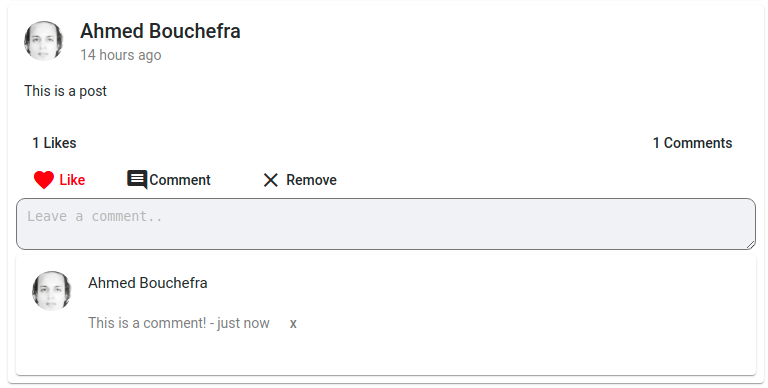 Ahmed Bouchefra
14 hours ago
This is a post
1 Likes 1 Comments
Like Comment Remove
Leave a comment..
Ahmed Bouchefra
This is a comment! - just now x